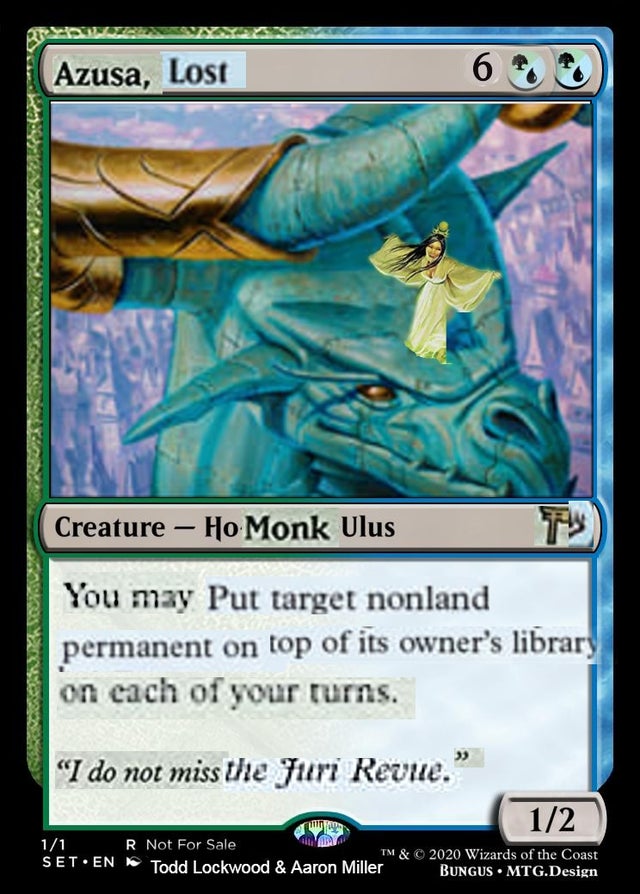 Azusa, Lost 6
Creature — Ho Monk Ulus
You may Put target nonland
permanent on top of its owner's library
on each of your turns.
"I do not miss the Juri Revue."
1/2
1/1 R Not For Sale
SET • EN Todd Lockwood & Aaron Miller
™ & © 2020 Wizards of the Coast
BUNGUS • MTG.Design